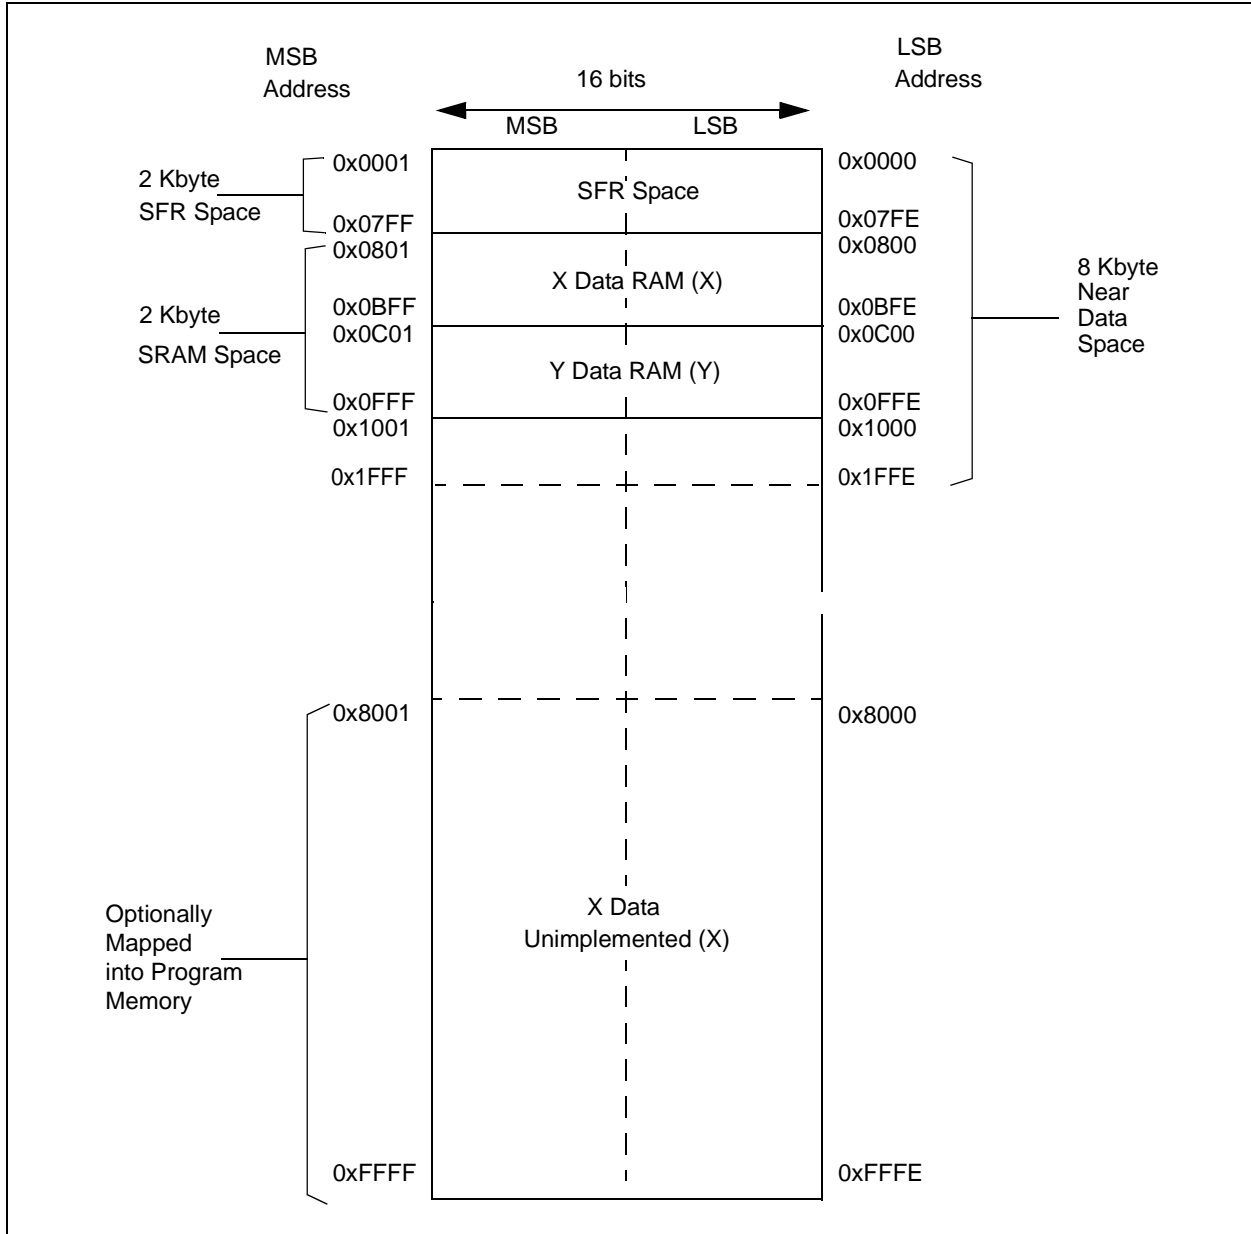 MSB
Address
LSB
Address
16 bits
MSB
LSB
0x0001
0x0000
2 Kbyte
SFR Space
SFR Space
0x07FF
0x07FE
0x0801
0x0800
X Data RAM (X)
8 Kbyte
Near
Data
Space
2 Kbyte
SRAM Space
0x0BFF
0x0BFE
0x0C01
0x0C00
Y Data RAM (Y)
0x0FFF
0x0FFE
0x1001
0x1000
0x1FFF
0x1FFE
0x8001
0x8000
Optionally
Mapped
into Program
Memory
X Data
Unimplemented (X)
0xFFFF
0xFFFE